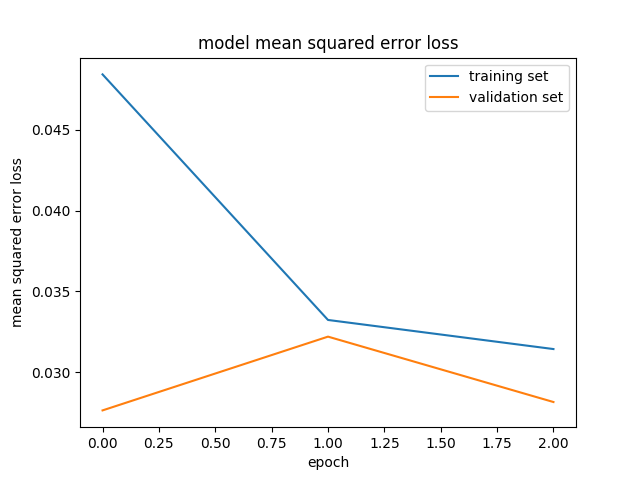 model mean squared error loss
training set
validation set
mean squared error loss
0.045
0.040
0.035
0.030
0.00 0.25 0.50 0.75 1.00 1.25 1.50 1.75 2.00
epoch